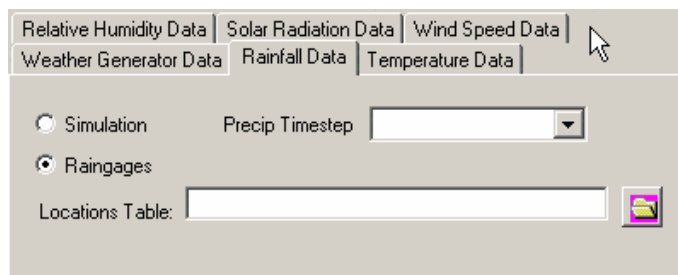 Relative Humidity Data Solar Radiation Data Wind Speed Data
Weather Generator Data Rainfall Data Temperature Data
Simulation Precip Timestep
Raingages
Locations Table: